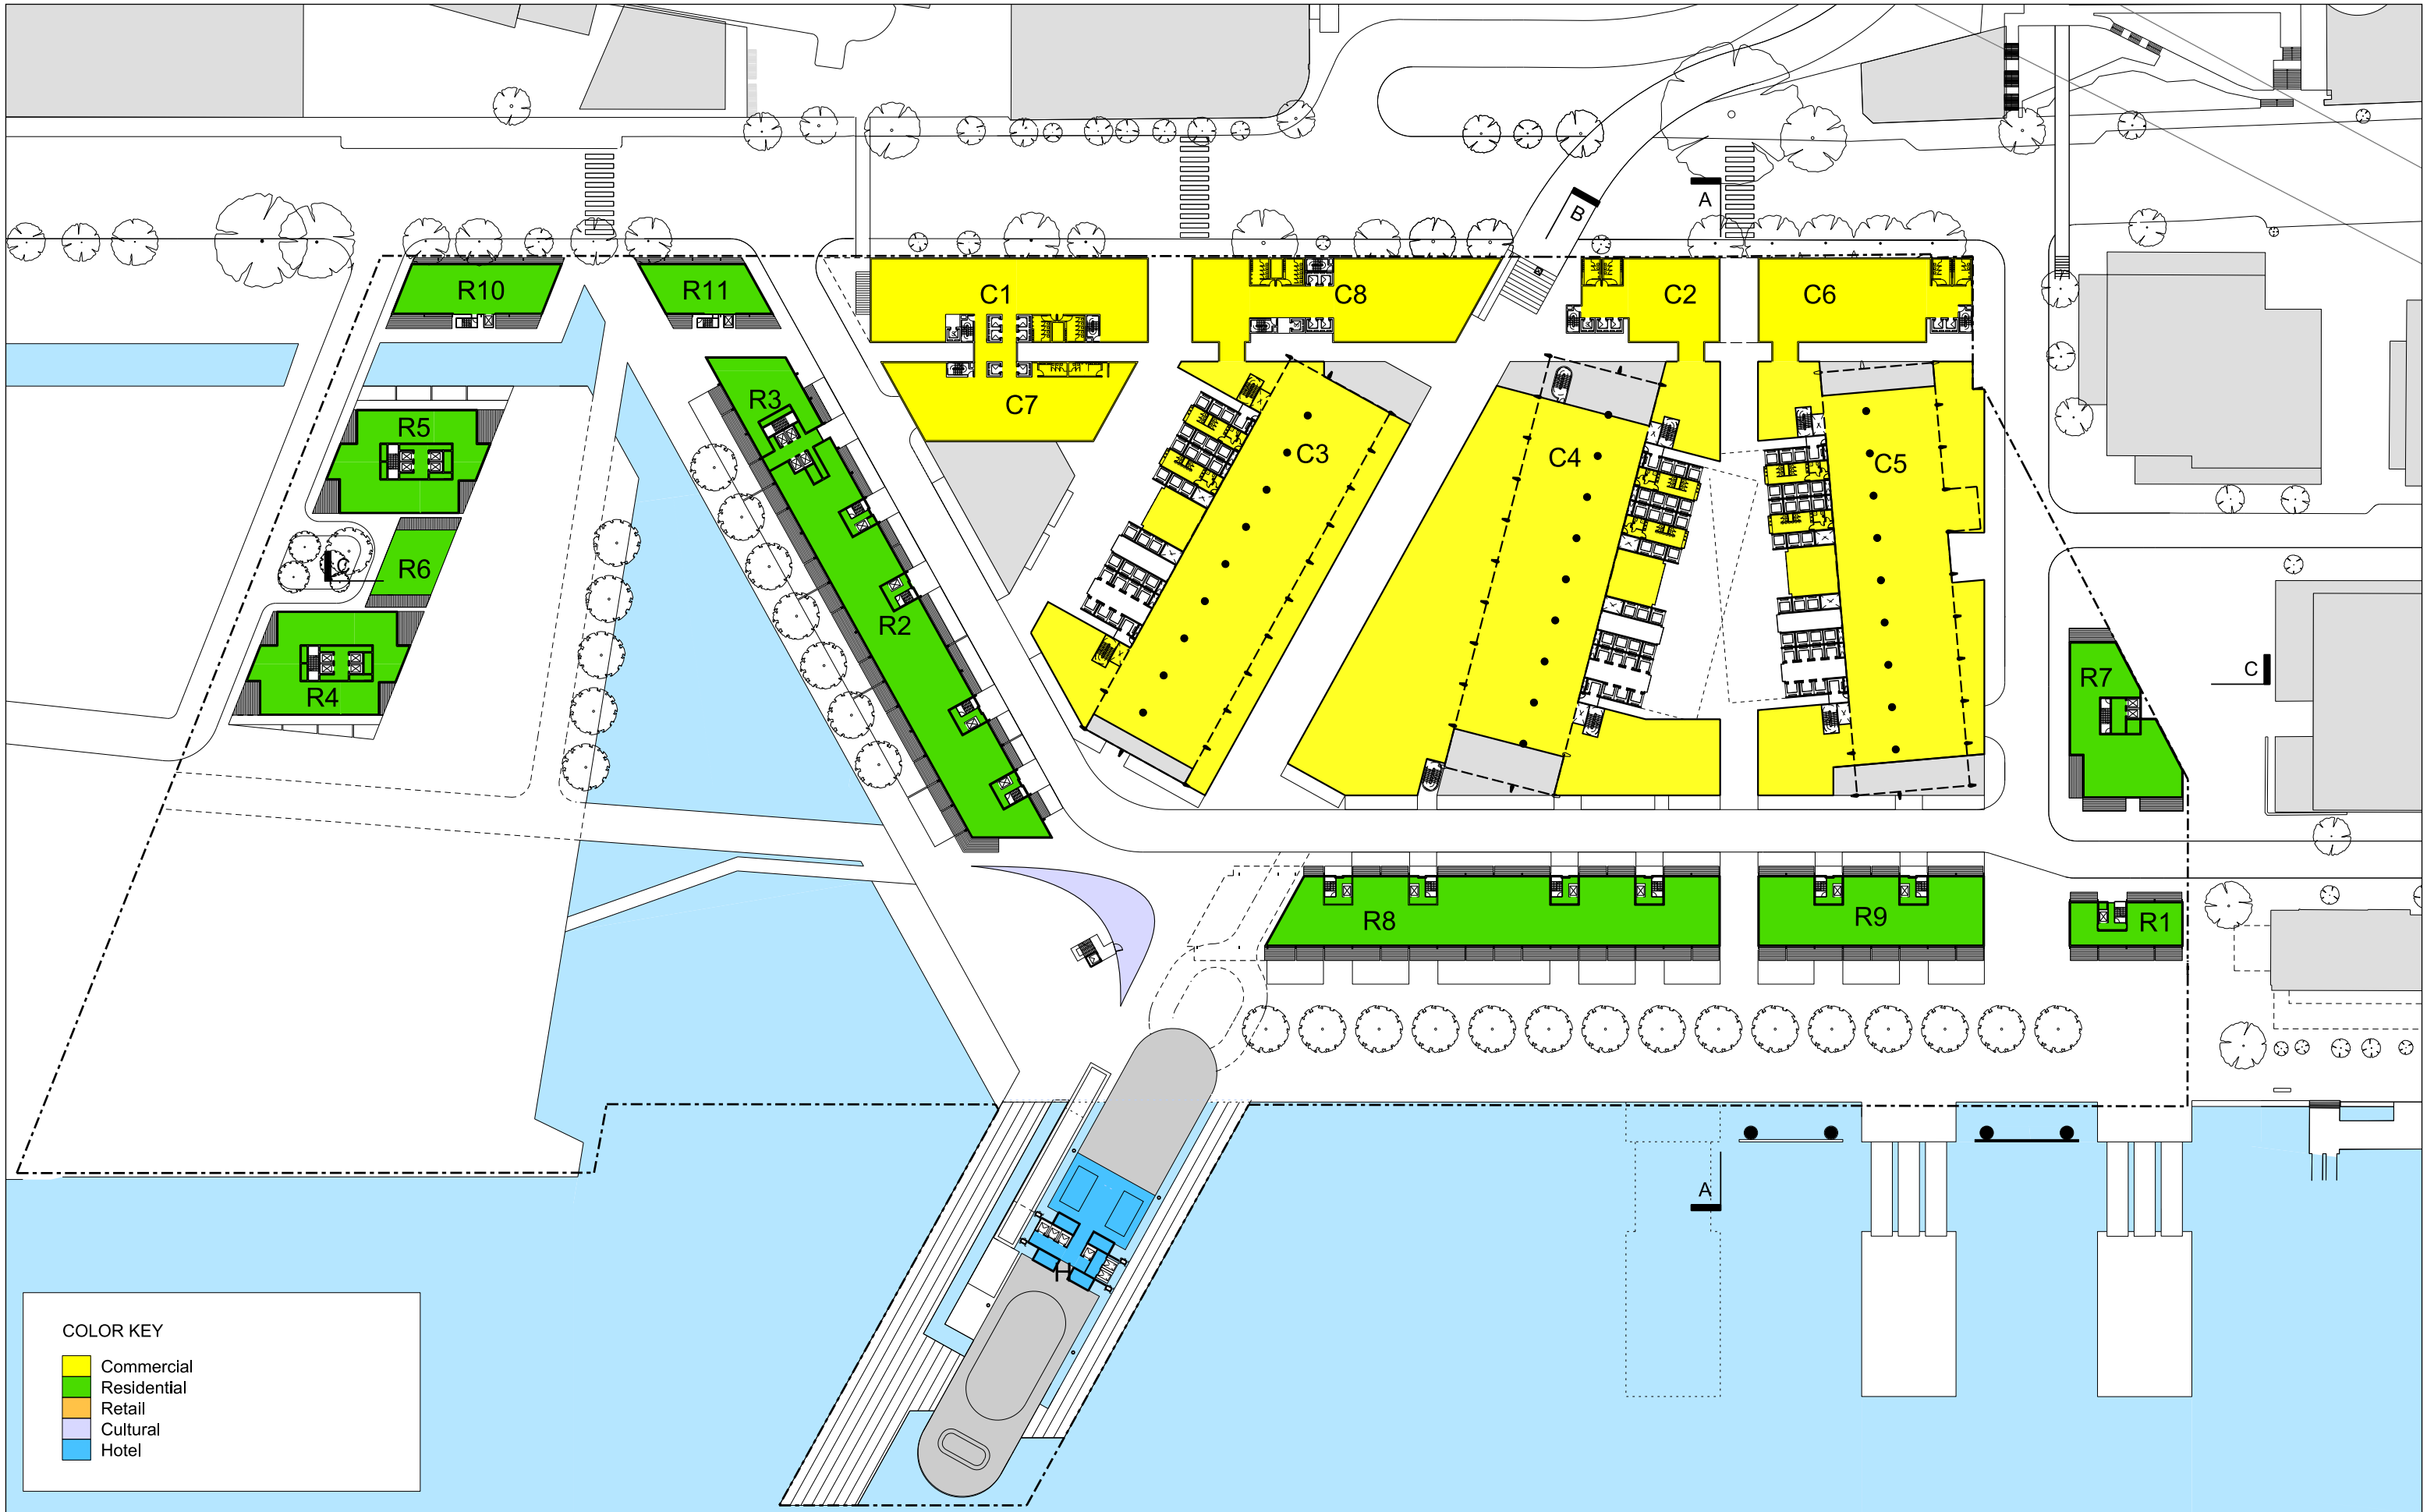 A
B
R10
R11
C1
C8
C2
C6
R3
C7
R5
C3
C4
C5
C
R6
R2
R4
R7
C
R8
R9
R1
A
H
COLOR KEY
Commercial
Residential
Retail
Cultural
Hotel